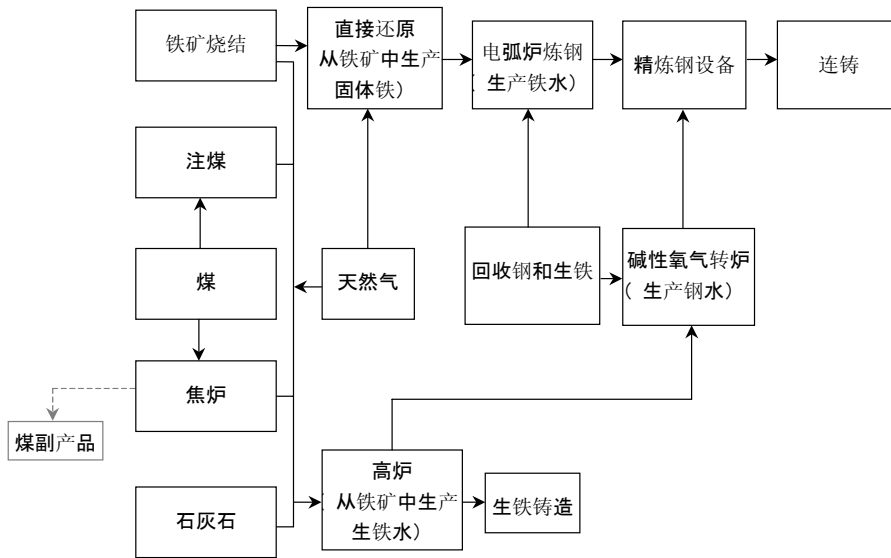 铁矿烧结
直接还原
从铁矿中生产
固体铁）
电弧炉炼钢
（ 生产铁水）
精炼钢设备
连铸
注煤
煤
天然气
回收钢和生铁
碱性氧气转炉
（ 生产钢水）
焦炉
煤副产品
高炉
（从铁矿中生产
生铁水）
生铁铸造
石灰石